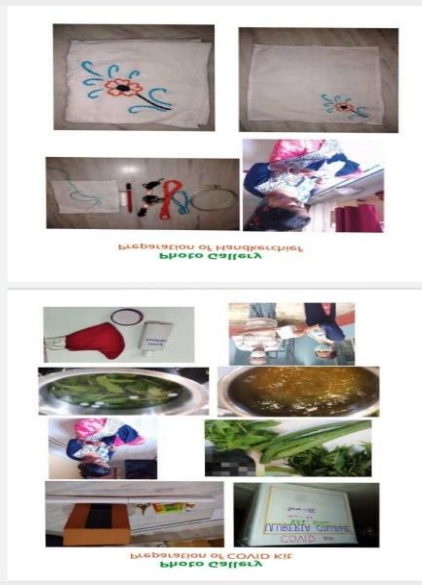 Photo Gallery
Preparation of COVID Kit
COVID
ULUBERIA COLLEGE
Photo Gallery
Preparation of Handkerchief